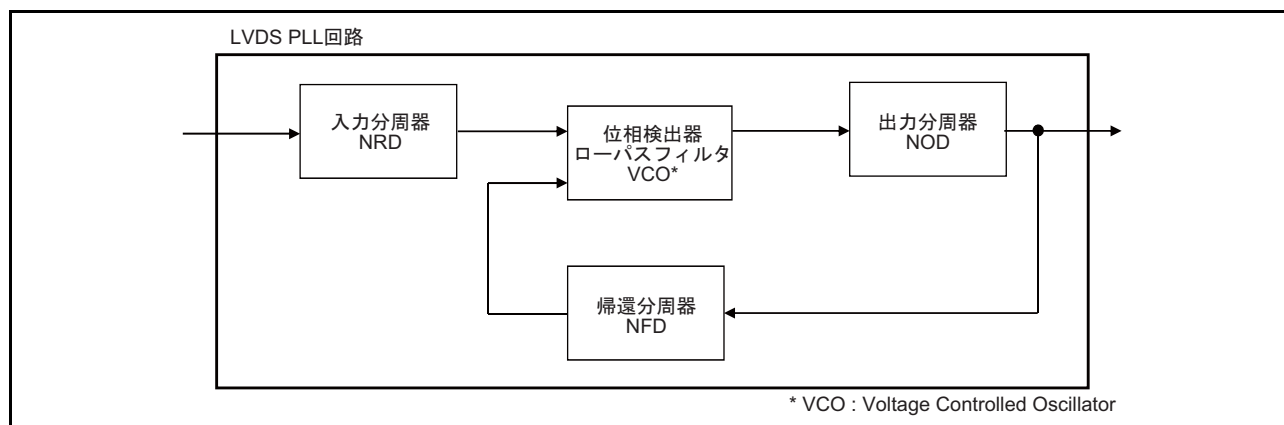 LVDS PLL回路
入力分周器
NRD
位相検出器
ローパスフィルタ
VCO*
出力分周器
NOD
帰還分周器
NFD
* VCO : Voltage Controlled Oscillator